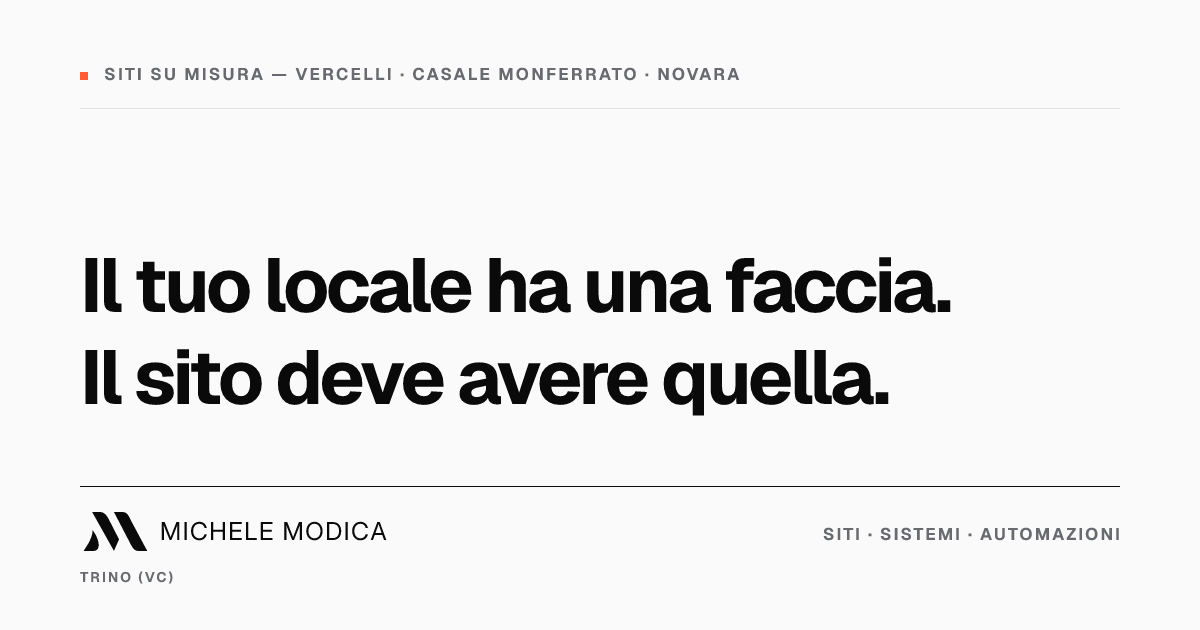 SITI SU MISURA — VERCELLI · CASALE MONFERRATO · NOVARA
Il tuo locale ha una faccia.
Il sito deve avere quella.
MICHELE MODICA
SITI · SISTEMI · AUTOMAZIONI
TRINO (VC)